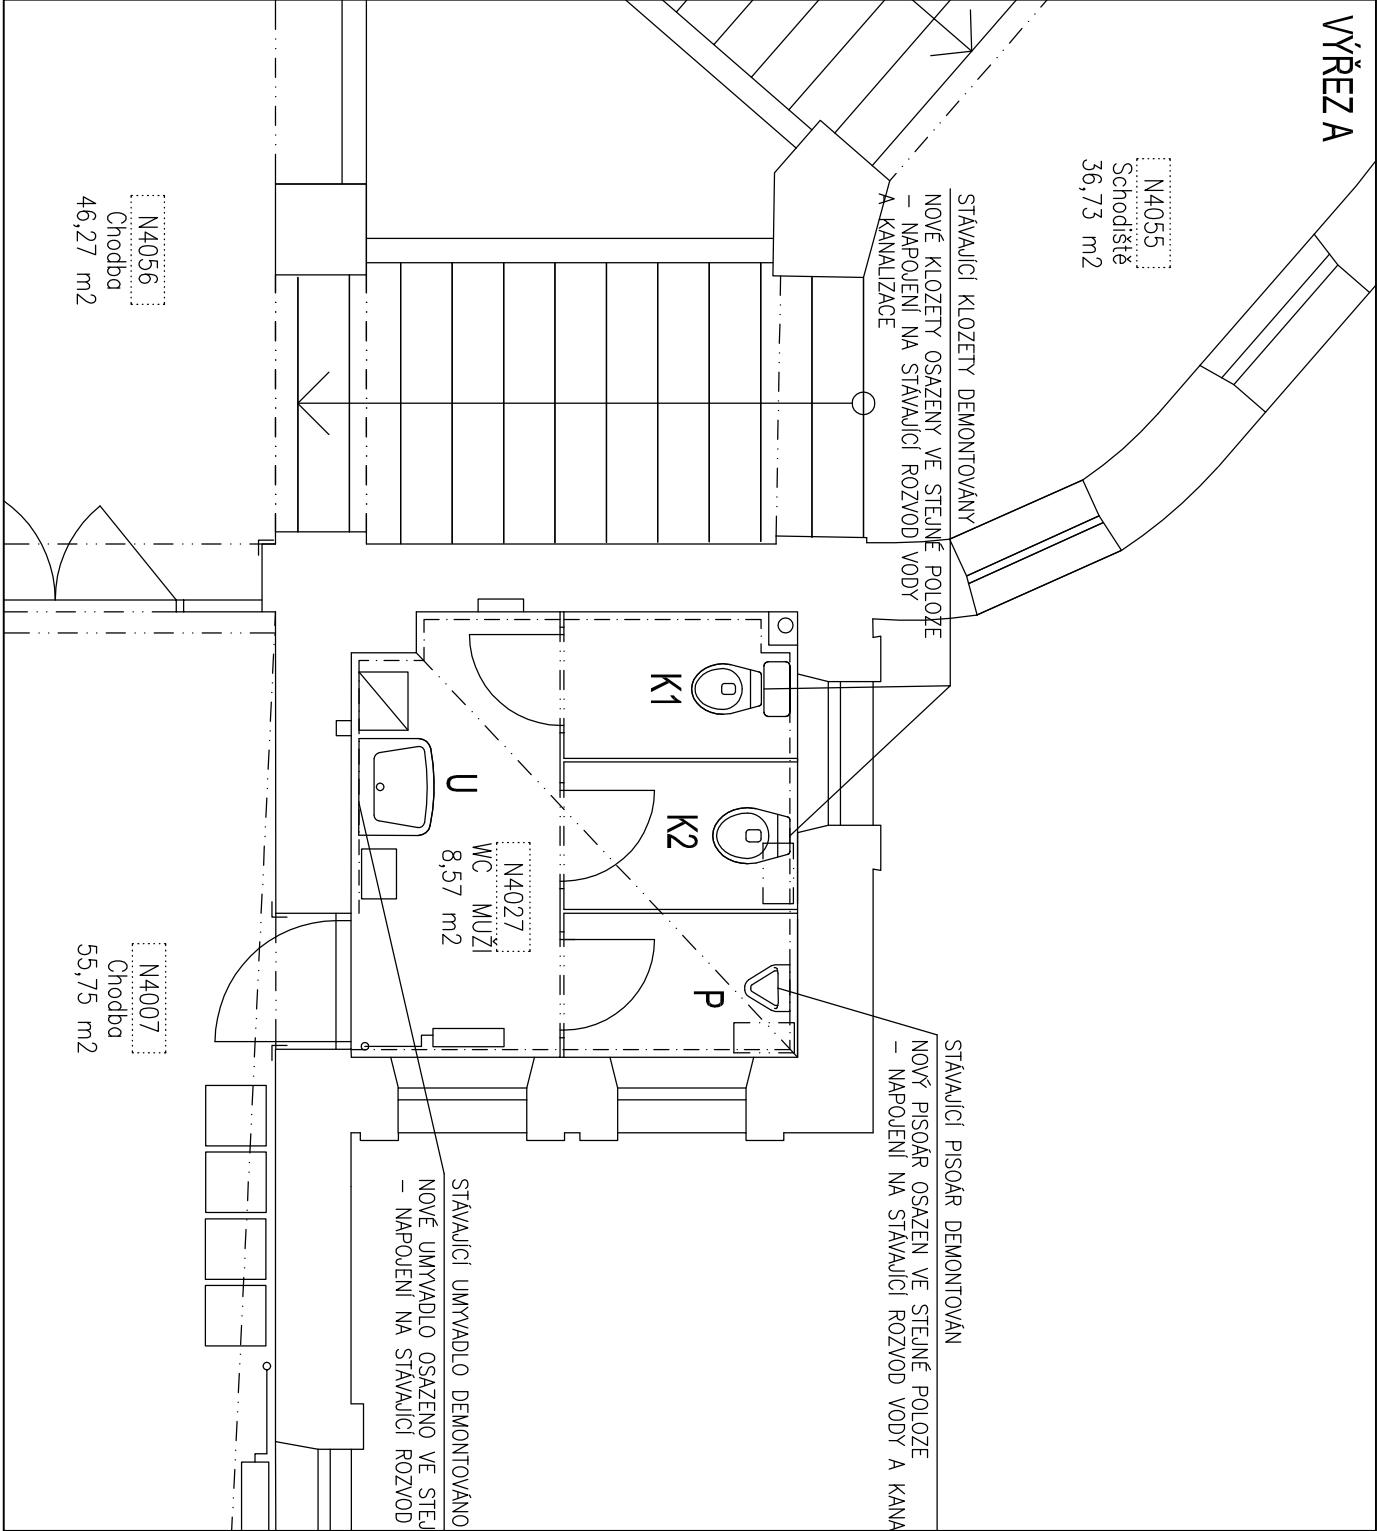 VÝŘEZ A
N4055
Schodiště
36,73 m2
STÁVAJÍCÍ KLOZETY DEMONTOVÁNY
NOVÉ KLOZETY OSAZENY VE STEJNÉ POLOZE
– NAPOJENÍ NA STÁVAJÍCÍ ROZVOD VODY
A KANALIZACE
N4056
Chodba
46,27 m2
K1
K2
P
U
N4027
WC MUŽI
8,57 m2
N4007
Chodba
55,75 m2
STÁVAJÍCÍ PISOÁR DEMONTOVÁN
NOVÝ PISOÁR OSAZEN VE STEJNÉ POLOZE
– NAPOJENÍ NA STÁVAJÍCÍ ROZVOD VODY A KANA
STÁVAJÍCÍ UMYVADLO DEMONTOVÁNO
NOVÉ UMYVADLO OSAZENO VE STEJ
– NAPOJENÍ NA STÁVAJÍCÍ ROZVOD